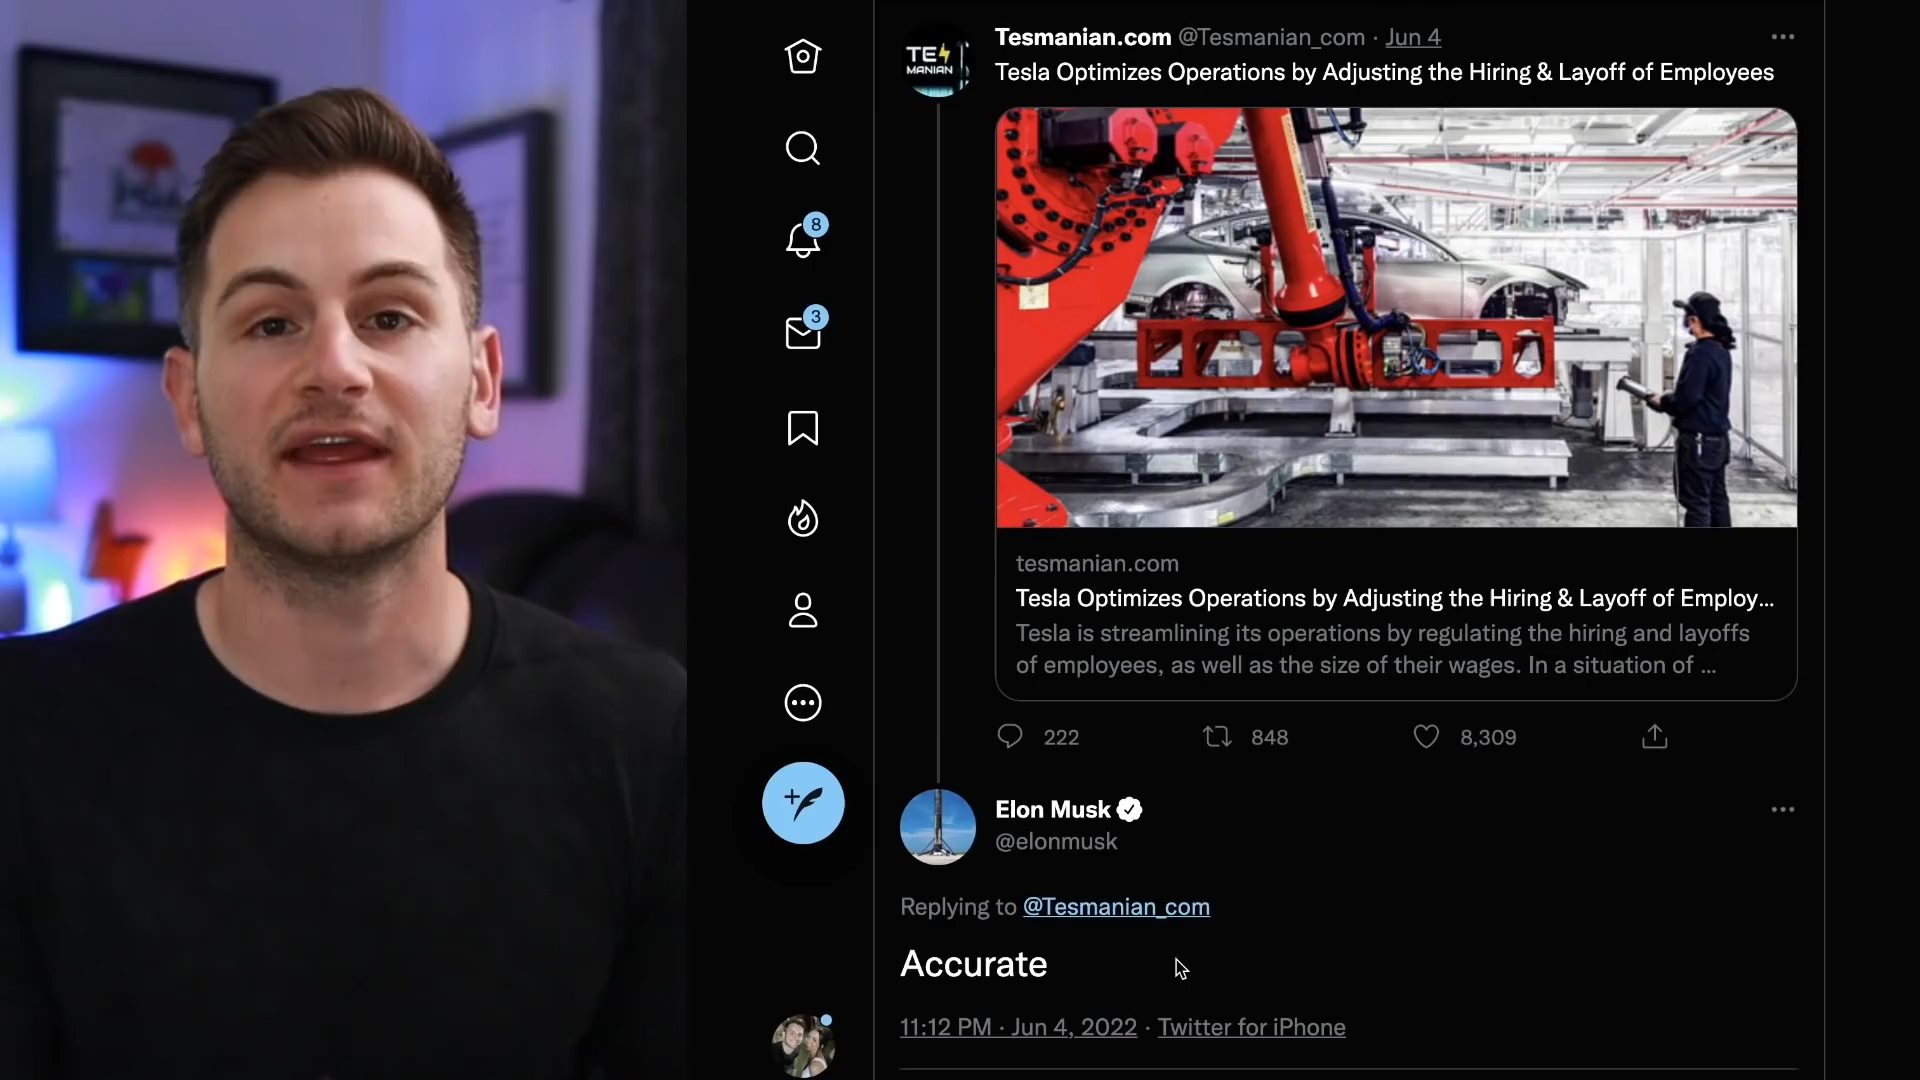 TES
MANIAN
Tesmanian.com @Tesmanian_com · Jun 4
Tesla Optimizes Operations by Adjusting the Hiring & Layoff of Employees
8
3
tesmanian.com
Tesla Optimizes Operations by Adjusting the Hiring & Layoff of Employ...
Tesla is streamlining its operations by regulating the hiring and layoffs
of employees, as well as the size of their wages. In a situation of ...
222 848 8,309
Elon Musk
@elonmusk
Replying to @Tesmanian_com
Accurate
11:12 PM · Jun 4, 2022 · Twitter for iPhone